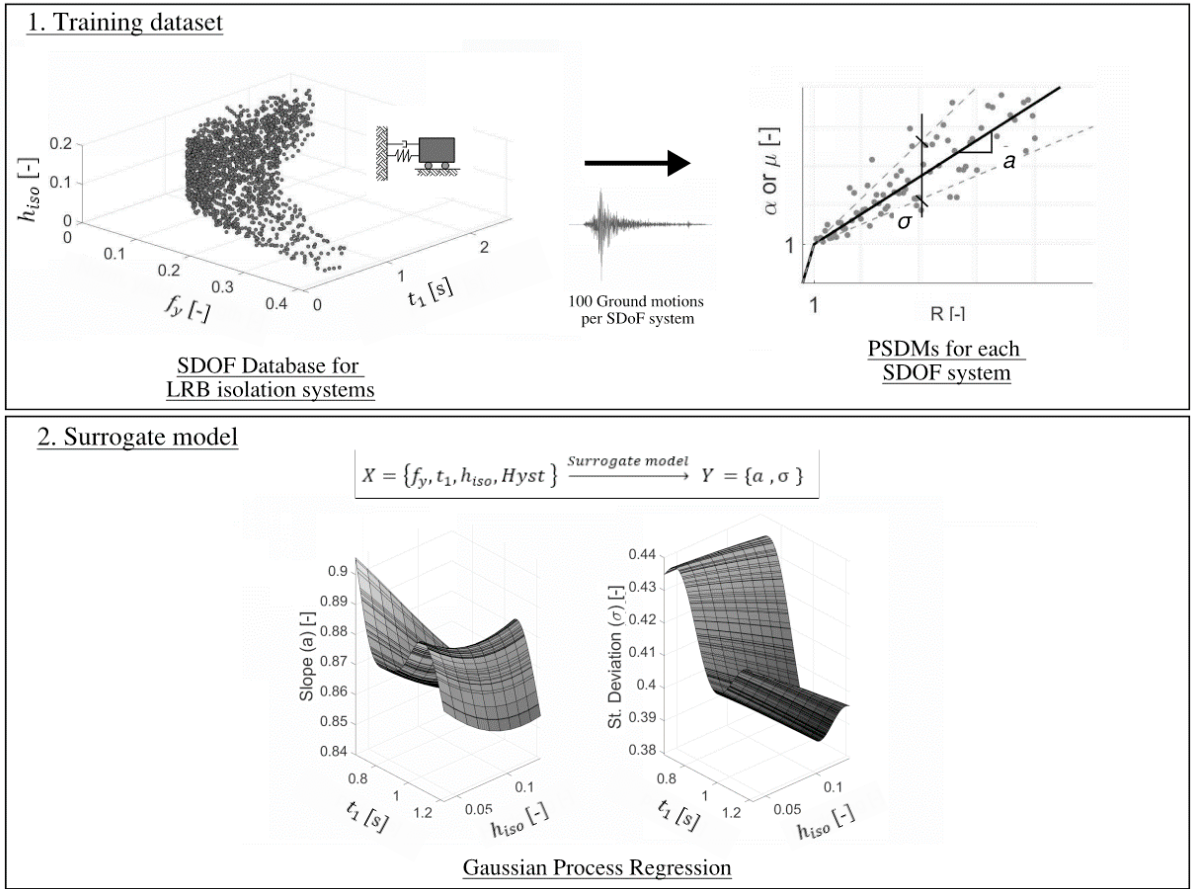 1. Training dataset
h_iso [-]
0.2
0.1
0
0
0.1
0.2
0.3
0.4
f_y [-]
0
1
2
t_1 [s]
SDOF Database for
LRB isolation systems
100 Ground motions
per SDoF system
α or μ [-]
1
1
R [-]
a
σ
PSDMs for each
SDOF system
2. Surrogate model
X = {f_y, t_1, h_iso, Hyst} Surrogate model → Y = {a , σ }
Slope (a) [-]
0.9
0.89
0.88
0.87
0.86
0.85
0.84
0.8
1
1.2
t_1 [s]
0.05
0.1
h_iso [-]
St. Deviation (σ) [-]
0.44
0.43
0.42
0.41
0.4
0.39
0.38
0.8
1
1.2
t_1 [s]
0.05
0.1
h_iso [-]
Gaussian Process Regression